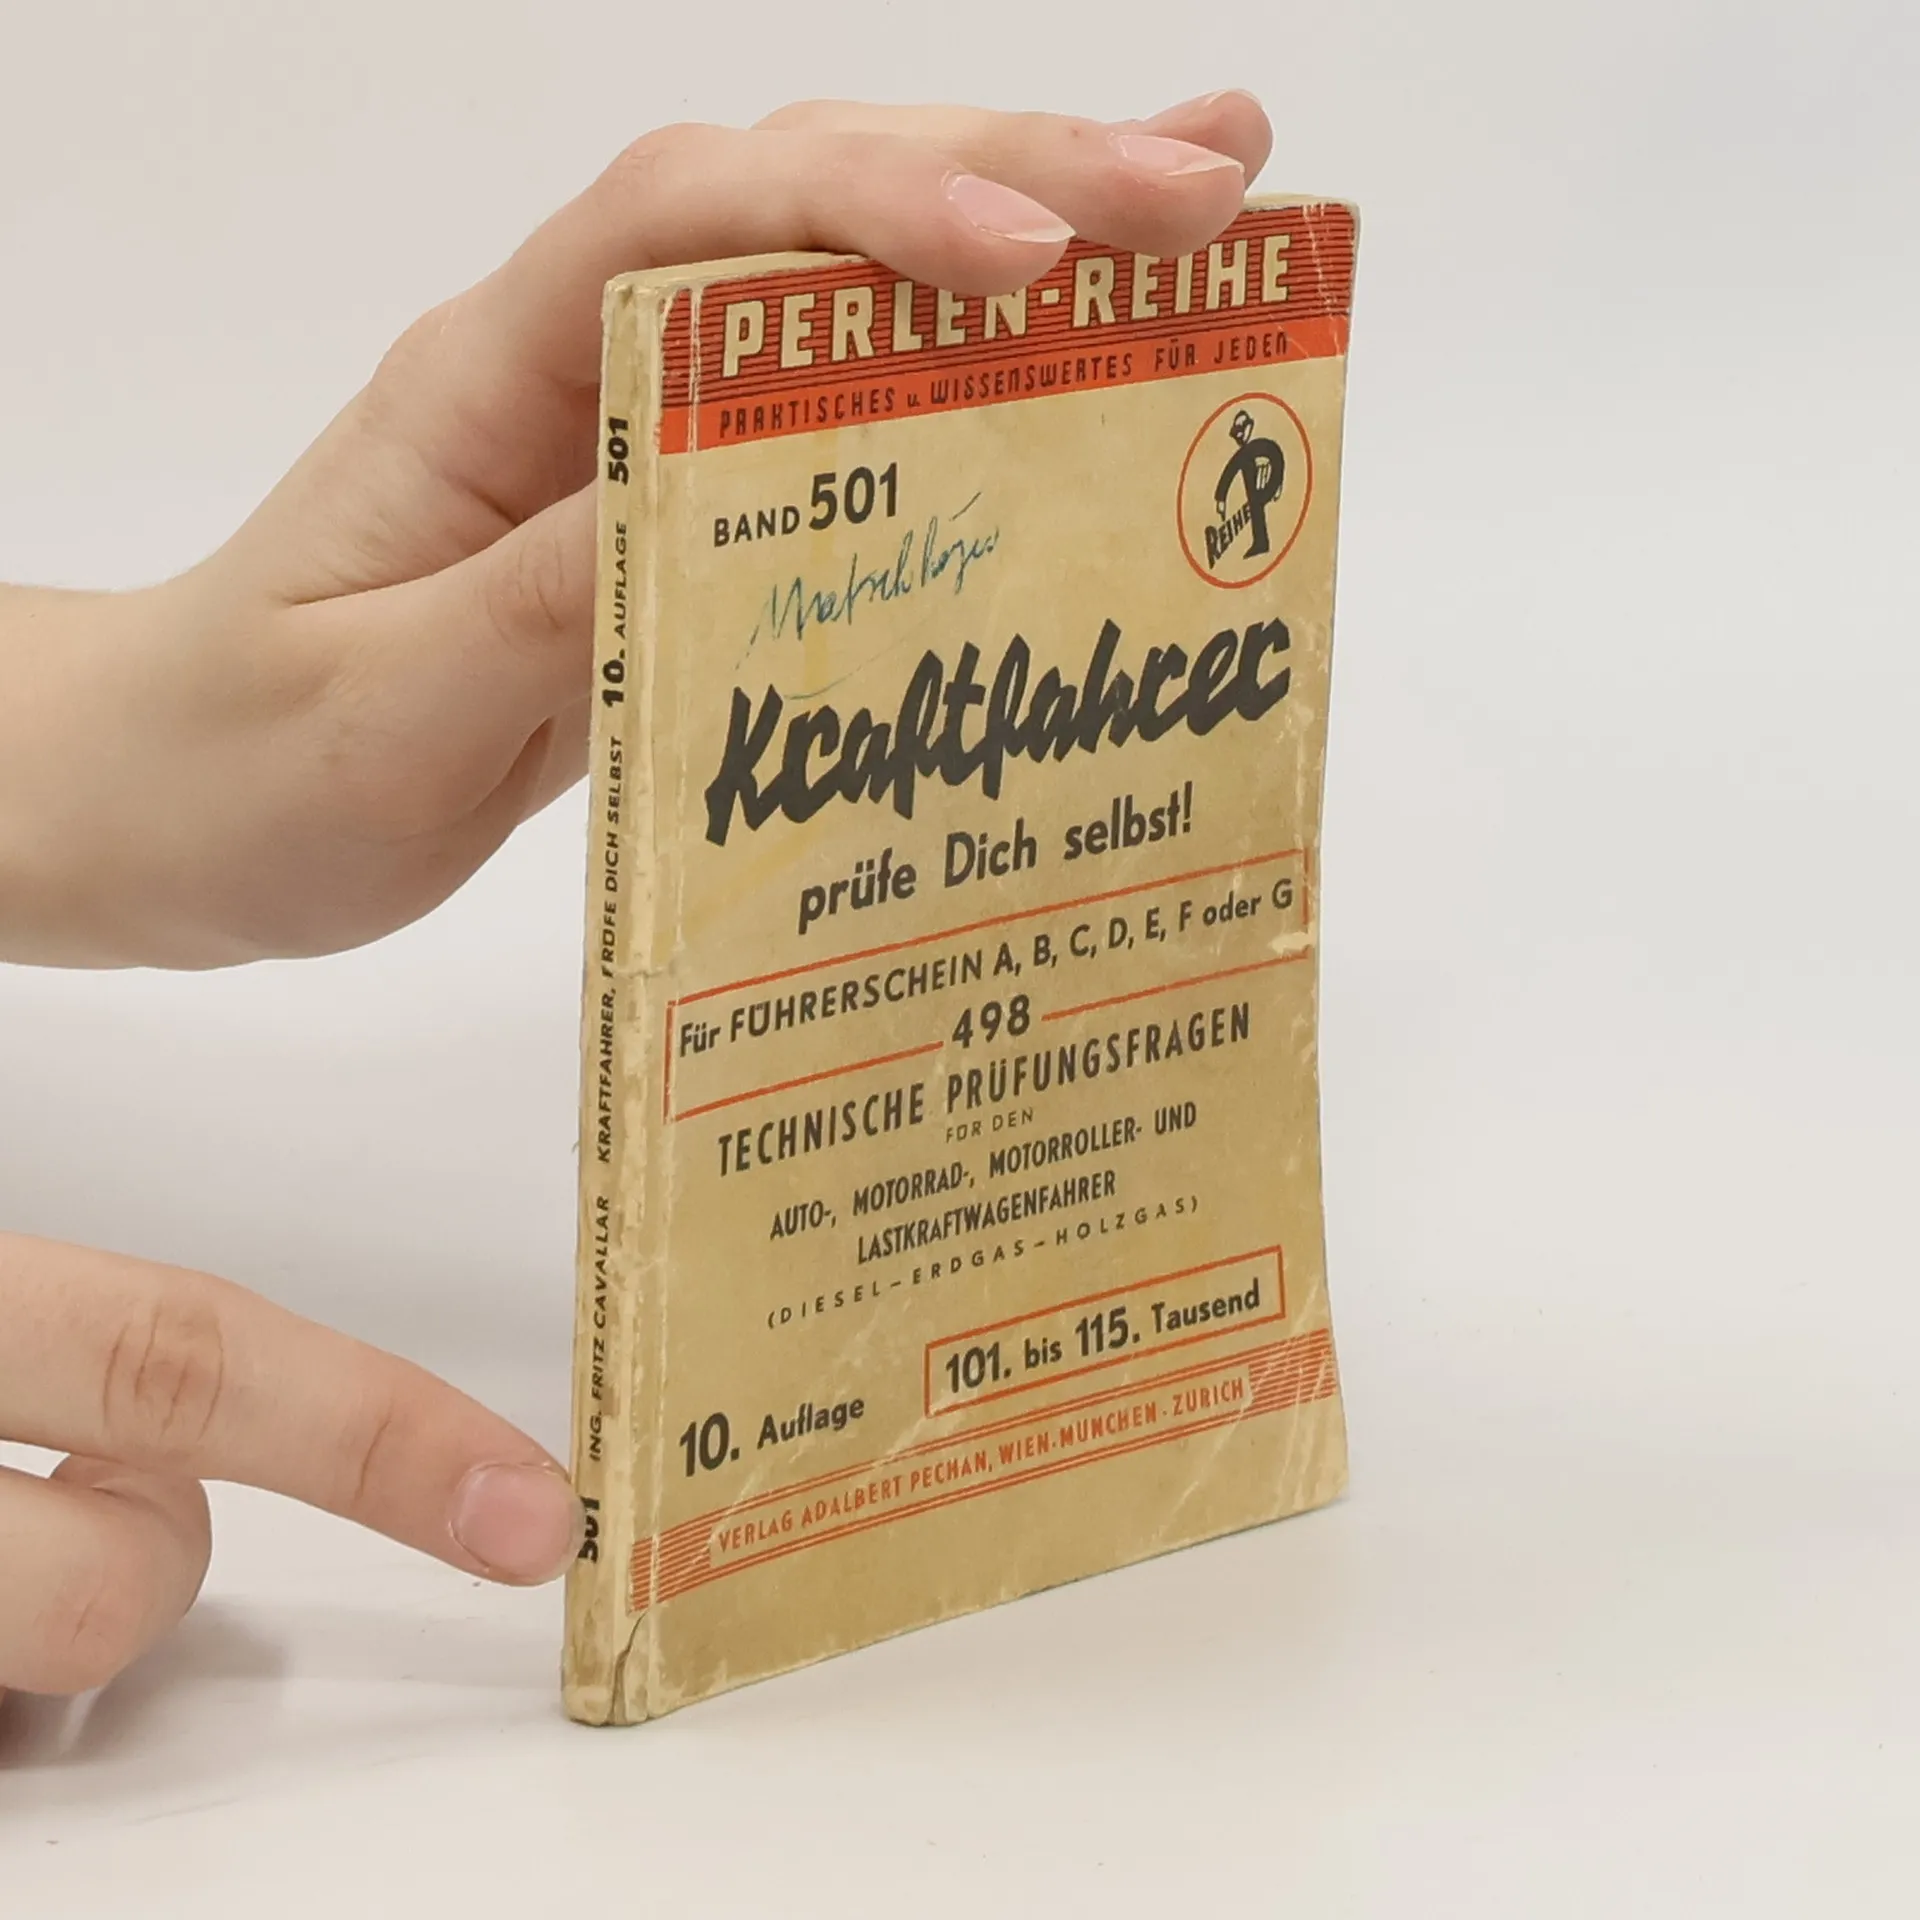 PERLEN-REIHE
PRAKTISCHES u. WISSENSWERTES FÜR JEDEN
BAND 501
REIHE P
Kraftfahrer
prüfe Dich selbst!
Für FÜHRERSCHEIN A, B, C, D, E, F oder G
498
TECHNISCHE PRÜFUNGSFRAGEN
FÜR DEN
AUTO-, MOTORRAD-, MOTORROLLER- UND
LASTKRAFTWAGENFAHRER
(DIESEL-ERDGAS-HOLZGAS)
10. Auflage
101. bis 115. Tausend
VERLAG ADALBERT PECHAN, WIEN-MÜNCHEN-ZÜRICH
501 ING. FRITZ CAVALLAR KRAFTFAHRER, PRÜFE DICH SELBST 10. AUFLAGE 501